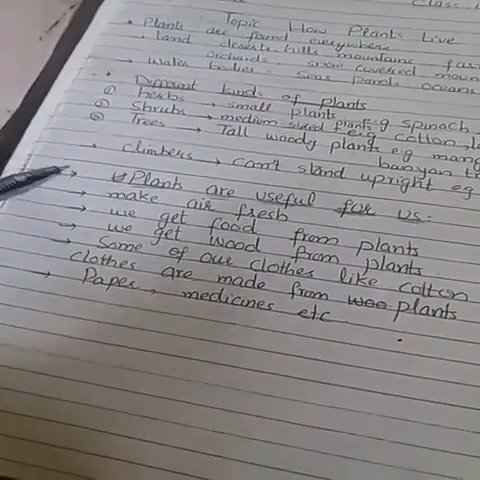 Class
Topic How Plants Live
→ Plants are found everywhere
→ land deserts hills mountains
orchards snow covered moun
→ water bodies seas ponds oceans
→ Different kinds of plants
① herbs → small plants e.g spinach
② Shrubs → medium sized plants e.g cotton
③ Trees → Tall woody plants e.g mang
banyan
→ climbers → can't stand upright eg
→ Plants are useful for us.
→ make air fresh
→ we get food from plants
→ we get wood from plants
→ Some of our clothes like cotton
clothes are made from plants
→ Paper, medicines etc